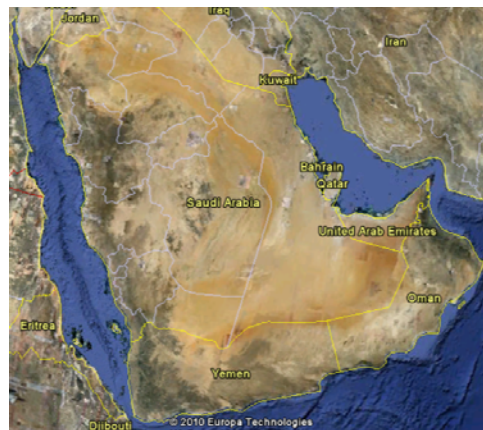 Jordan
Iraq
Iran
Kuwait
Bahrain
Qatar
Saudi Arabia
United Arab Emirates
Oman
Eritrea
Yemen
Djibouti
© 2010 Europa Technologies